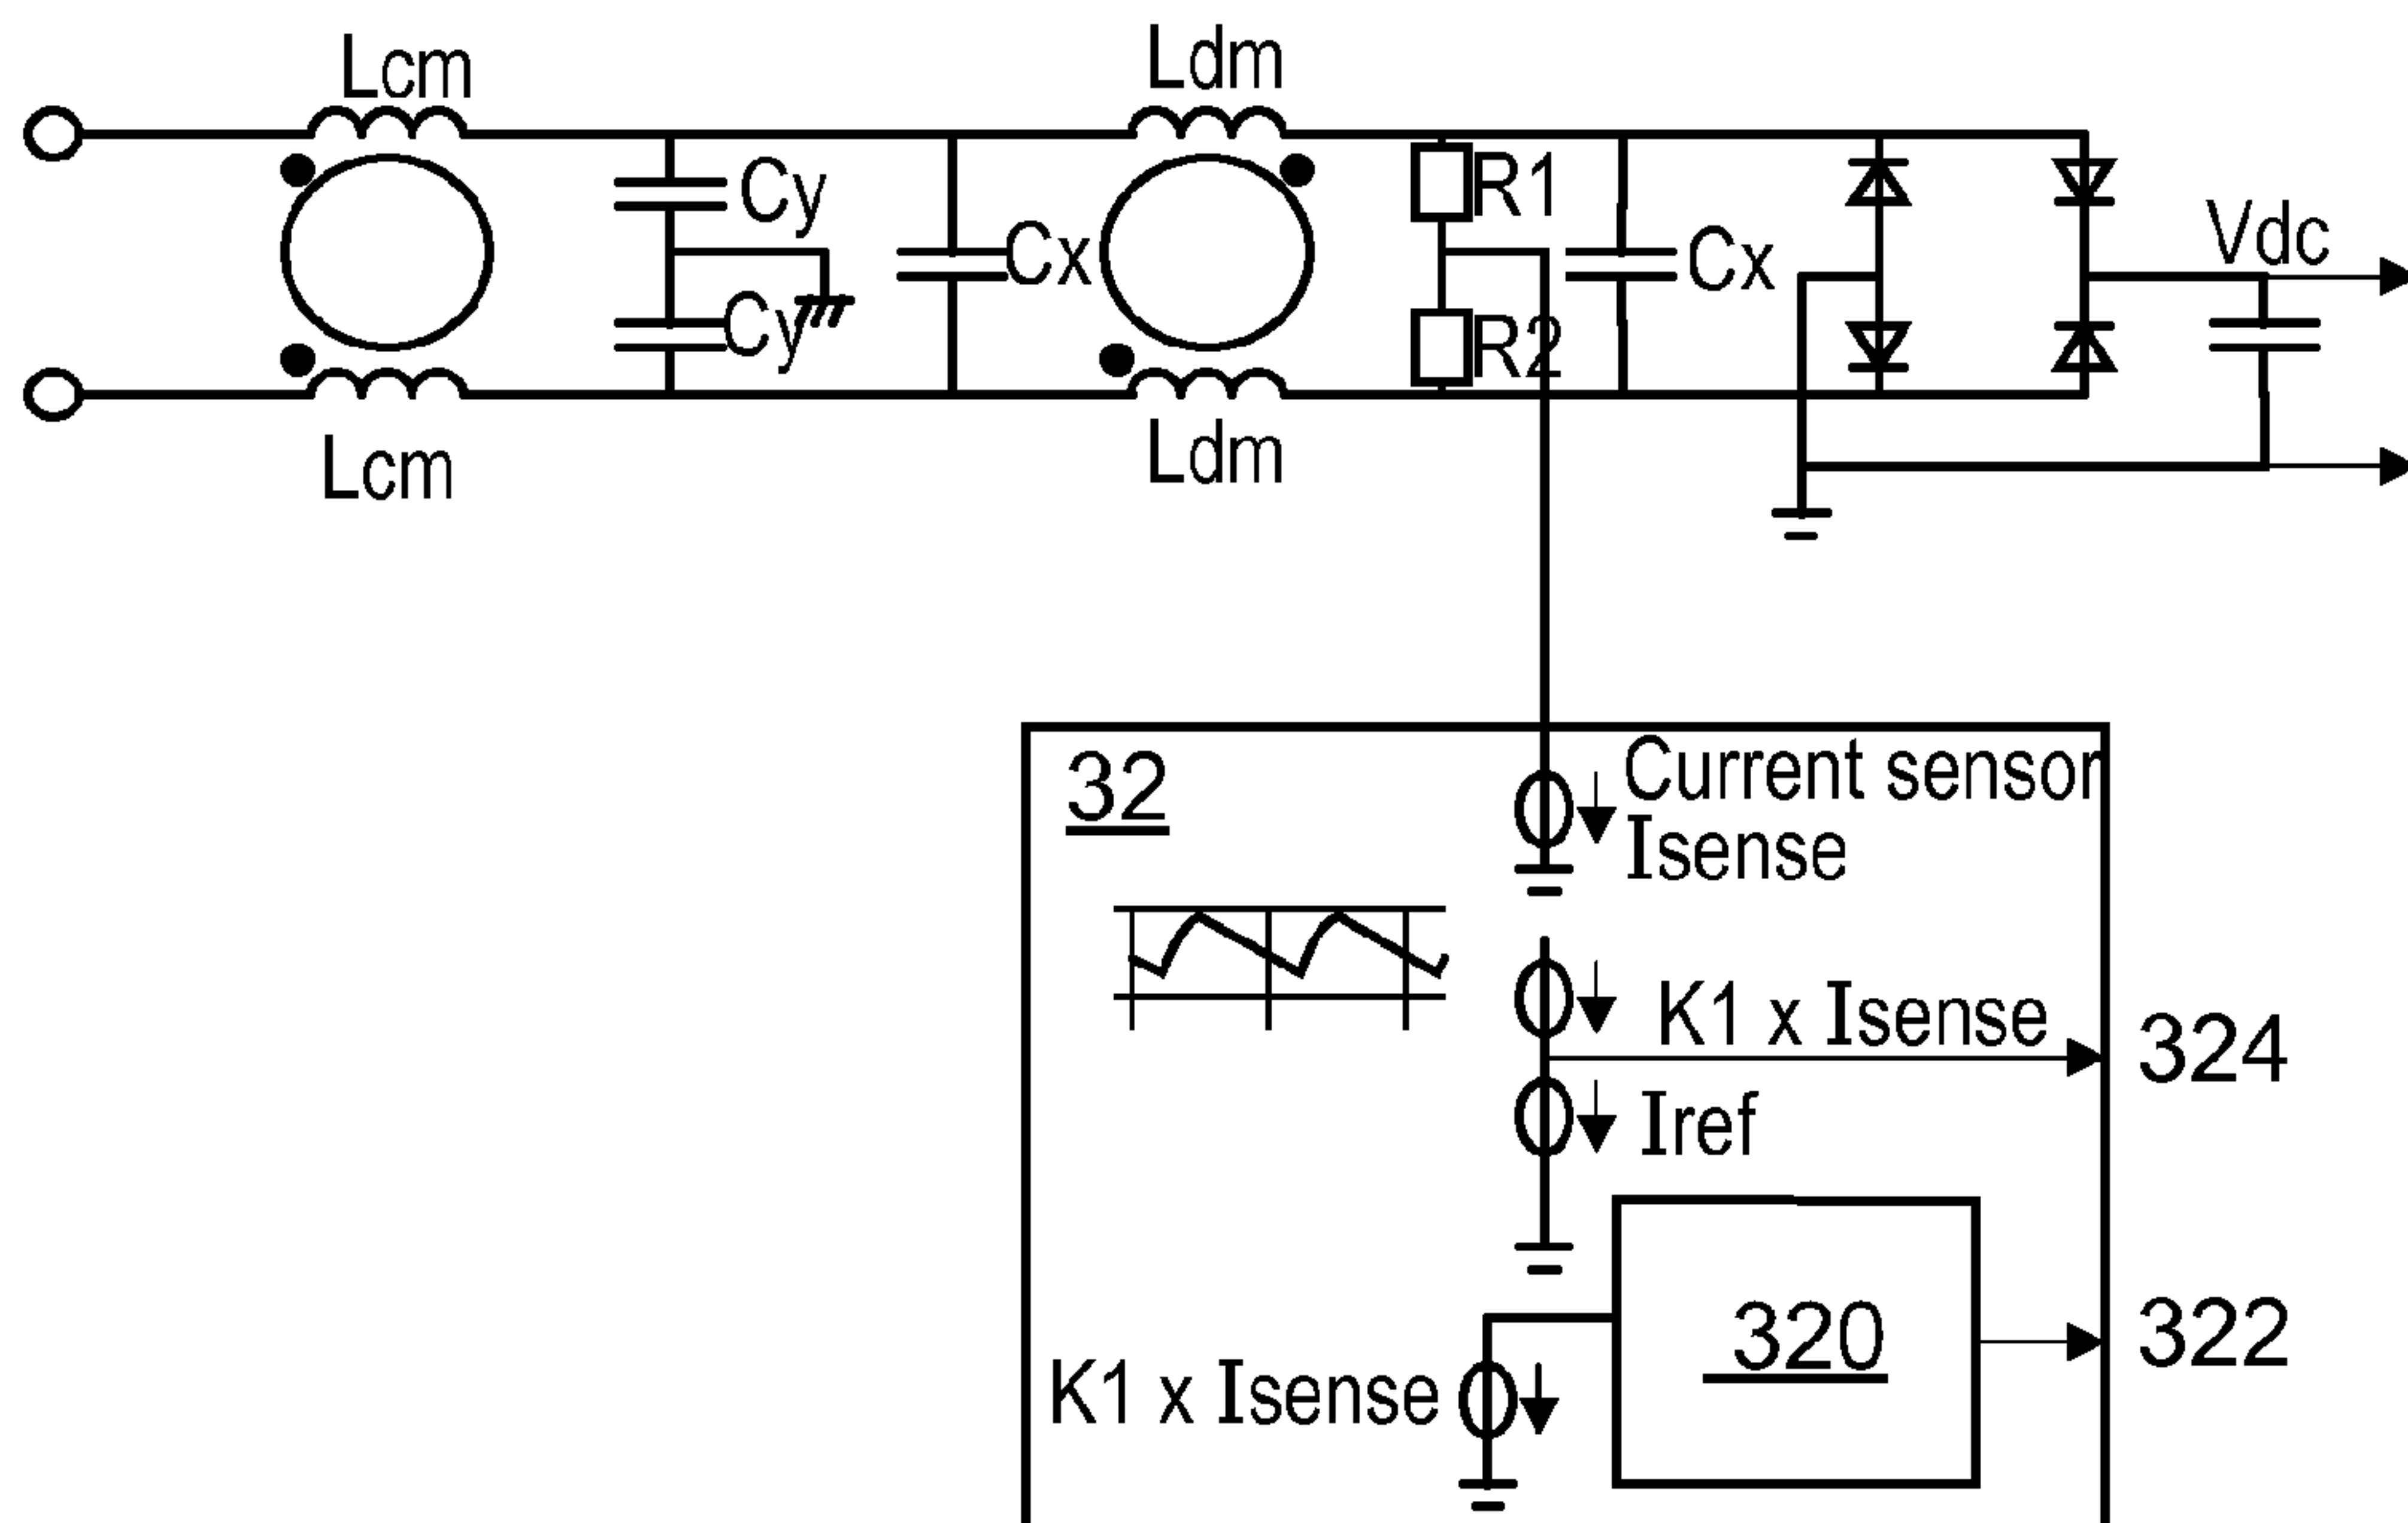 Lcm
Ldm
Cy
R1
Cx
Cx
Vdc
Cy
R2
Lcm
Ldm
32
Current sensor
Isense
K1 x Isense
324
Iref
320
322
K1 x Isense